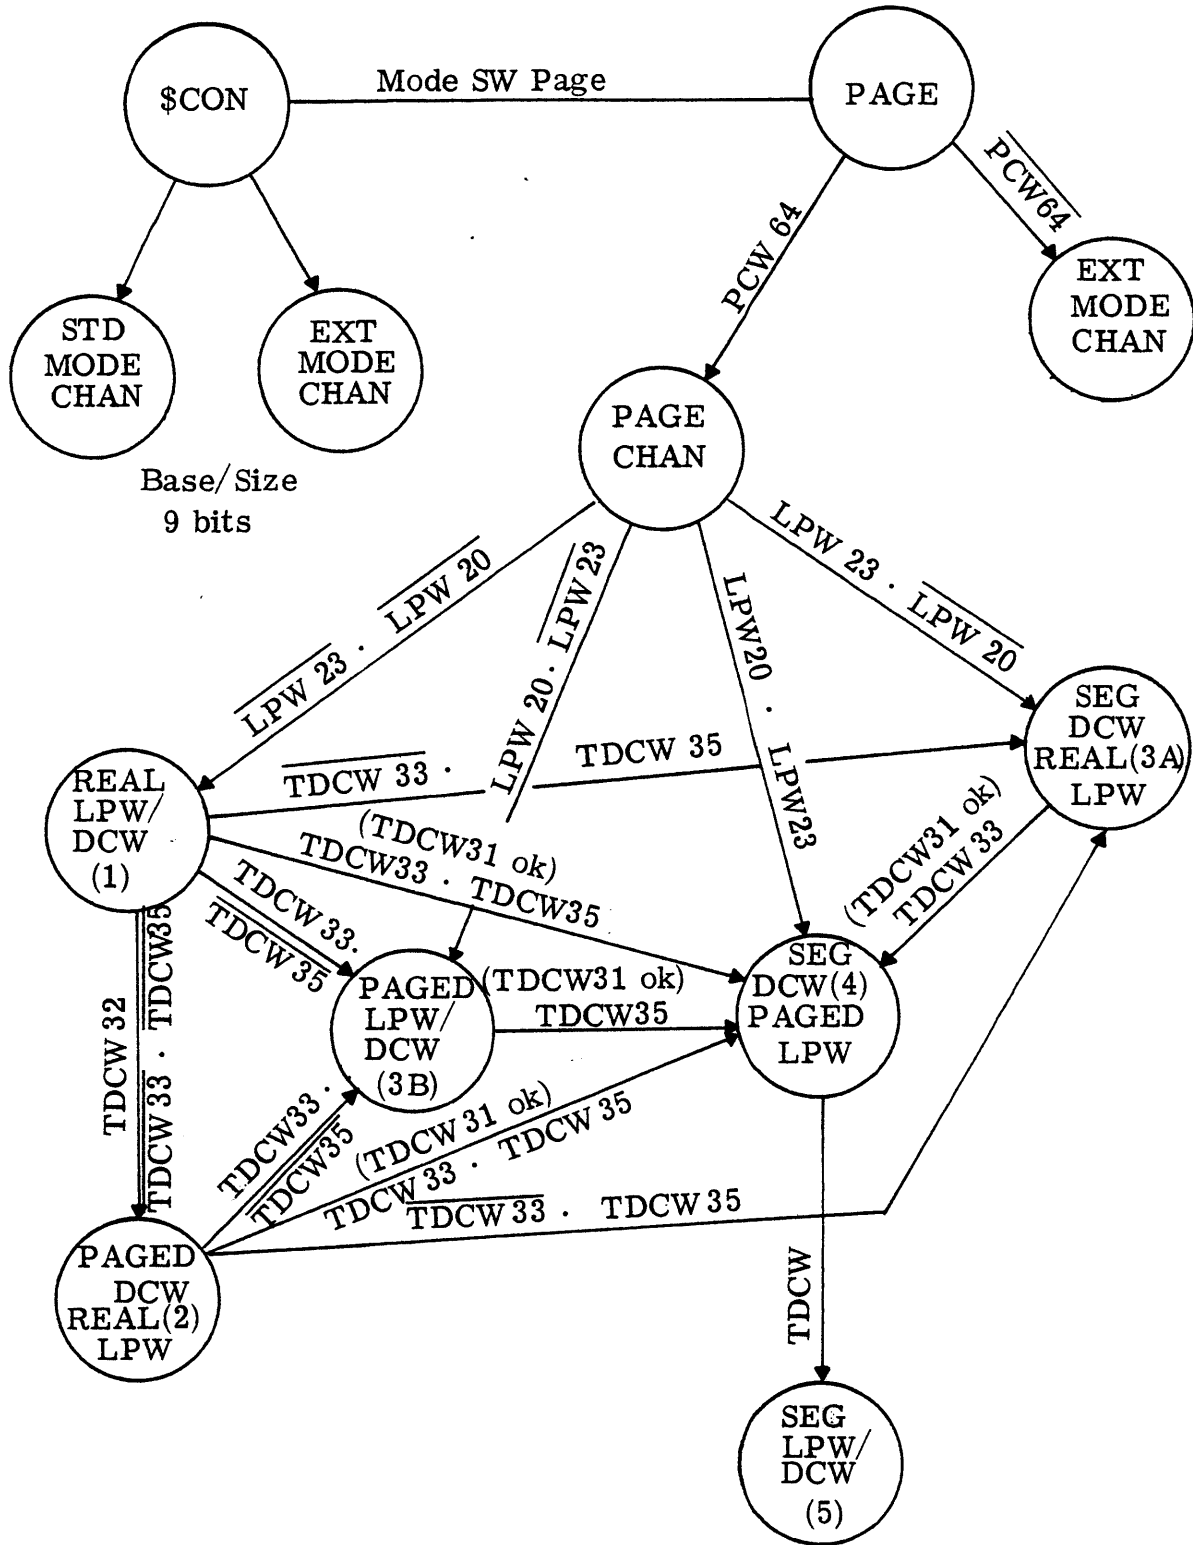 $CON
Mode SW Page
PAGE
PCW 64
PCW64
STD
MODE
CHAN
EXT
MODE
CHAN
EXT
MODE
CHAN
Base/Size
9 bits
PAGE
CHAN
LPW 23 . LPW 20
LPW 20 . LPW 23
LPW20 . LPW23
LPW 23 . LPW 20
REAL
LPW/
DCW
(1)
SEG
DCW
REAL(3A)
LPW
TDCW 33 . TDCW 35
(TDCW31 ok)
TDCW33 . TDCW35
TDCW 33 .
TDCW 35
(TDCW31 ok)
TDCW 33
TDCW 32
TDCW 33 . TDCW35
PAGED
LPW/
DCW
(3B)
(TDCW31 ok)
TDCW35
SEG
DCW(4)
PAGED
LPW
TDCW33 .
TDCW35
(TDCW 31 ok)
TDCW 33 . TDCW 35
TDCW 33 . TDCW 35
PAGED
DCW
REAL(2)
LPW
TDCW
SEG
LPW/
DCW
(5)